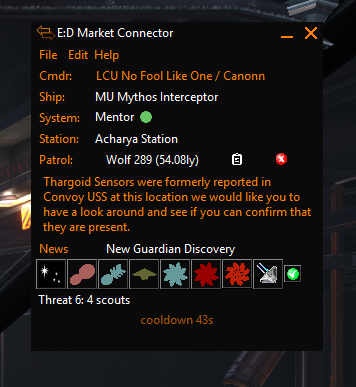 E:D Market Connector
File Edit Help
Cmdr: LCU No Fool Like One / Canonn
Ship: MU Mythos Interceptor
System: Mentor
Station: Acharya Station
Patrol: Wolf 289 (54.08ly)
Thargoid Sensors were formerly reported in
Convoy USS at this location we would like you to
have a look around and see if you can confirm that
they are present.
News New Guardian Discovery
Threat 6: 4 scouts
cooldown 43s